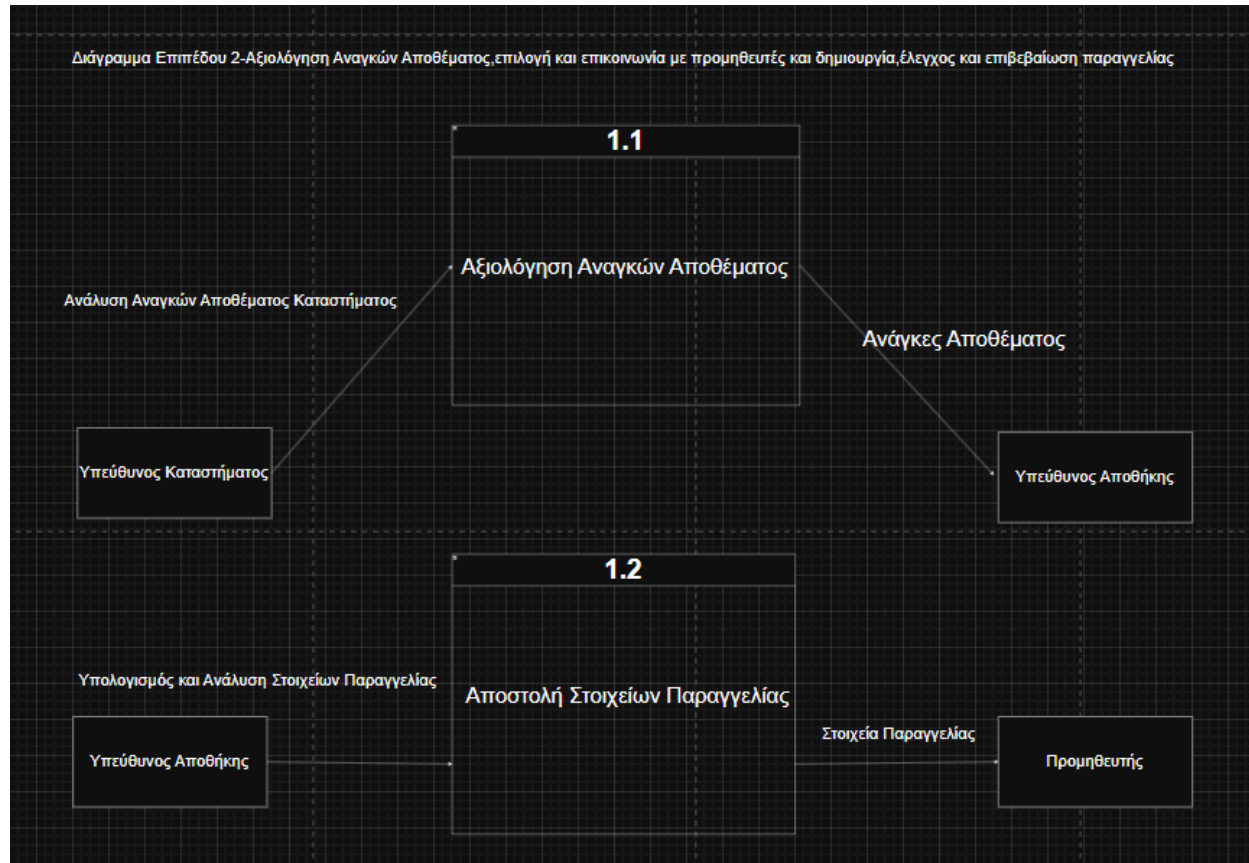 Διάγραμμα Επιπέδου 2-Αξιολόγηση Αναγκών Αποθέματος,επιλογή και επικοινωνία με προμηθευτές και δημιουργία,έλεγχος και επιβεβαίωση παραγγελίας
1.1
Αξιολόγηση Αναγκών Αποθέματος
Ανάλυση Αναγκών Αποθέματος Καταστήματος
Ανάγκες Αποθέματος
Υπεύθυνος Καταστήματος
Υπεύθυνος Αποθήκης
1.2
Υπολογισμός και Ανάλυση Στοιχείων Παραγγελίας
Αποστολή Στοιχείων Παραγγελίας
Στοιχεία Παραγγελίας
Υπεύθυνος Αποθήκης
Προμηθευτής